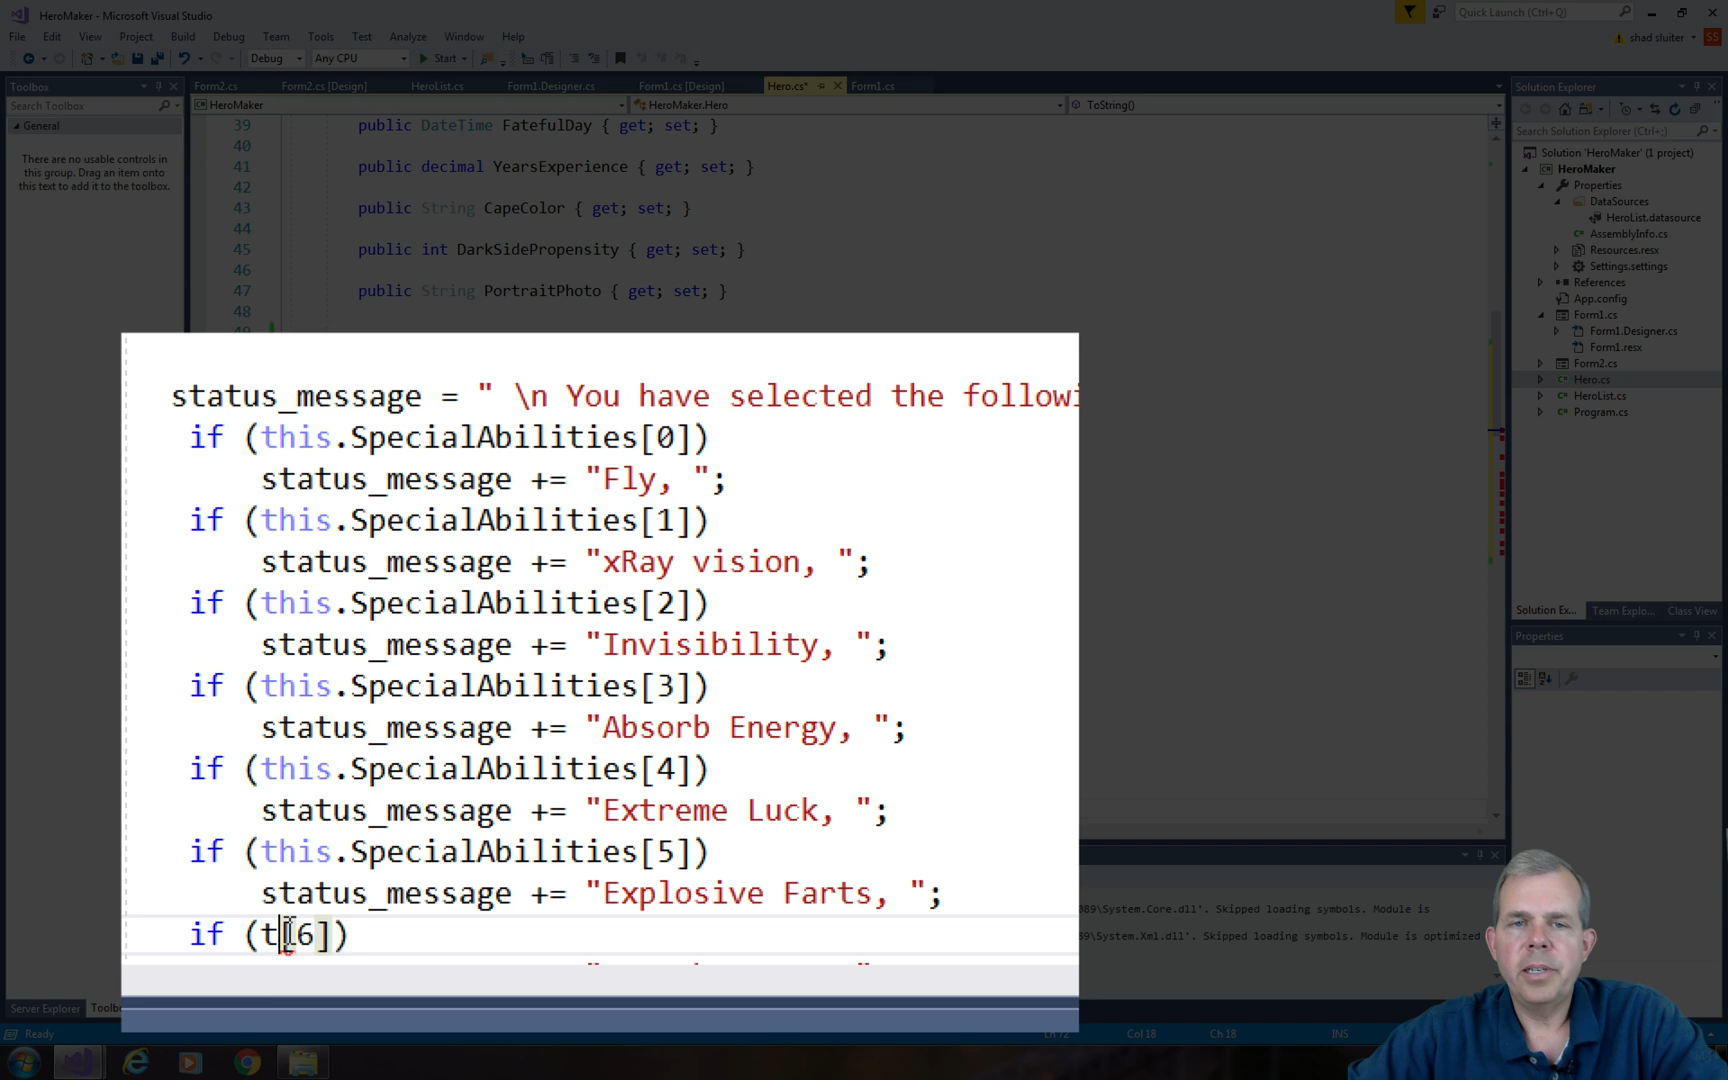 HeroMaker - Microsoft Visual Studio
Quick Launch (Ctrl+Q)
File Edit View Project Build Debug Team Tools Test Analyze Window Help
shad sluiter SS
Debug Any CPU Start
Toolbox
Search Toolbox
General
There are no usable controls in
this group. Drag an item onto
this text to add it to the toolbox.
Form2.cs Form2.cs [Design] HeroList.cs Form1.Designer.cs Form1.cs [Design] Hero.cs* Form1.cs
HeroMaker HeroMaker.Hero ToString()
39 public DateTime FatefulDay { get; set; }
40
41 public decimal YearsExperience { get; set; }
42
43 public String CapeColor { get; set; }
44
45 public int DarkSidePropensity { get; set; }
46
47 public String PortraitPhoto { get; set; }
48
status_message = " \n You have selected the followi
if (this.SpecialAbilities[0])
status_message += "Fly, ";
if (this.SpecialAbilities[1])
status_message += "xRay vision, ";
if (this.SpecialAbilities[2])
status_message += "Invisibility, ";
if (this.SpecialAbilities[3])
status_message += "Absorb Energy, ";
if (this.SpecialAbilities[4])
status_message += "Extreme Luck, ";
if (this.SpecialAbilities[5])
status_message += "Explosive Farts, ";
if (t[6])
Solution Explorer
Search Solution Explorer (Ctrl+;)
Solution 'HeroMaker' (1 project)
HeroMaker
Properties
DataSources
HeroList.datasource
AssemblyInfo.cs
Resources.resx
Settings.settings
References
App.config
Form1.cs
Form1.Designer.cs
Form1.resx
Form2.cs
Hero.cs
HeroList.cs
Program.cs
Solution Ex... Team Explo... Class View
Properties
089\System.Core.dll'. Skipped loading symbols. Module is
89\System.Xml.dll'. Skipped loading symbols. Module is optimized
Server Explorer Toolbo
Ready Ln 72 Col 18 Ch 18 INS